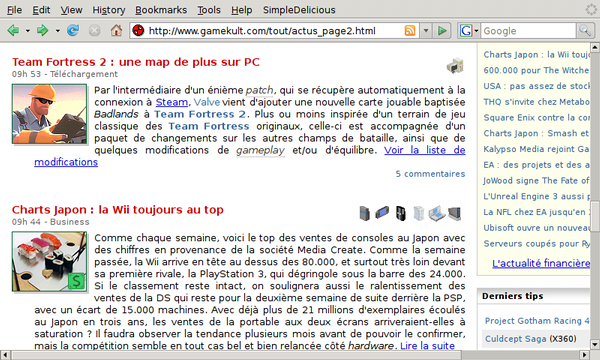 File Edit View History Bookmarks Tools Help SimpleDelicious
http://www.gamekult.com/tout/actus_page2.html
Google
Team Fortress 2 : une map de plus sur PC
09h 53 - Téléchargement
Par l'intermédiaire d'un énième patch, qui se récupère automatiquement à la
connexion à Steam, Valve vient d'ajouter une nouvelle carte jouable baptisée
Badlands à Team Fortress 2. Plus ou moins inspirée d'un terrain de jeu
classique des Team Fortress originaux, celle-ci est accompagnée d'un
paquet de changements sur les autres champs de bataille, ainsi que de
quelques modifications de gameplay et/ou d'équilibre. Voir la liste de
modifications
5 commentaires
Charts Japon : la Wii toujours au top
09h 44 - Business
Comme chaque semaine, voici le top des ventes de consoles au Japon avec
des chiffres en provenance de la société Media Create. Comme la semaine
passée, la Wii arrive en tête au dessus des 80.000, et surtout très loin devant
sa première rivale, la PlayStation 3, qui dégringole sous la barre des 24.000.
Si le classement reste intact, on soulignera aussi le ralentissement des
ventes de la DS qui reste pour la deuxième semaine de suite derrière la PSP,
avec un écart de 15.000 machines. Avec déjà plus de 21 millions d'exemplaires écoulés
au Japon en trois ans, les ventes de la portable aux deux écrans arriveraient-elles à
saturation ? Il faudra observer la tendance plusieurs mois avant de pouvoir le confirmer,
mais la compétition semble en tout cas bel et bien relancée côté hardware. Lire la suite
Charts Japon : la Wii toujou
600.000 pour The Witcher
USA : pas assez de stock
THQ s'invite chez Metabo
Square Enix contre la con
Charts Japon : Smash et
Kalypso Media rejoint Ga
EA : des projets et des a
JoWood signe The Fate of
L'Unreal Engine 3 aussi p
La NFL chez EA jusqu'en
Ubisoft ouvre un nouveau
Serveurs coupés pour Ry
L'actualité financière
Derniers tips
Project Gotham Racing 4
Culdcept Saga (X360)